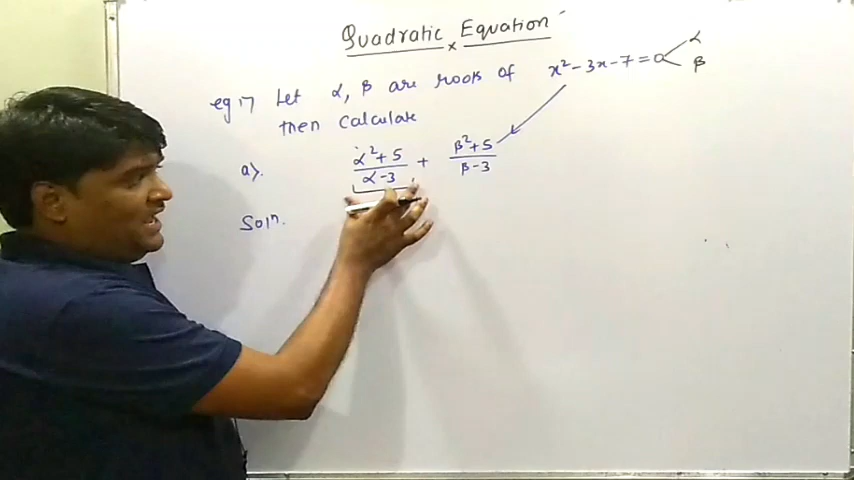 Quadratic Equation
eg 17 Let α, β are roots of x² - 3x - 7 = 0 α β
then calculate
a). α² + 5 / α - 3 + β² + 5 / β - 3
Solⁿ.